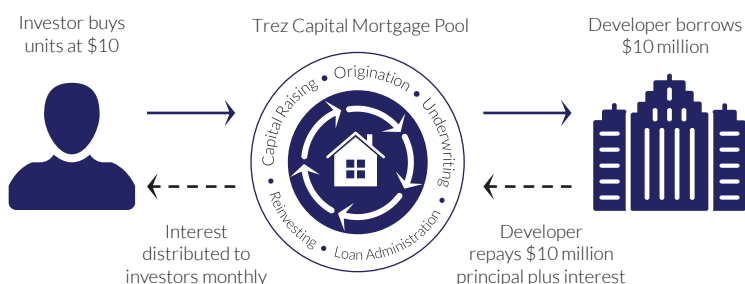 Investor buys
units at $10
Trez Capital Mortgage Pool
Developer borrows
$10 million
Capital Raising • Origination • Underwriting • Loan Administration • Reinvesting •
Interest
distributed to
investors monthly
Developer
repays $10 million
principal plus interest